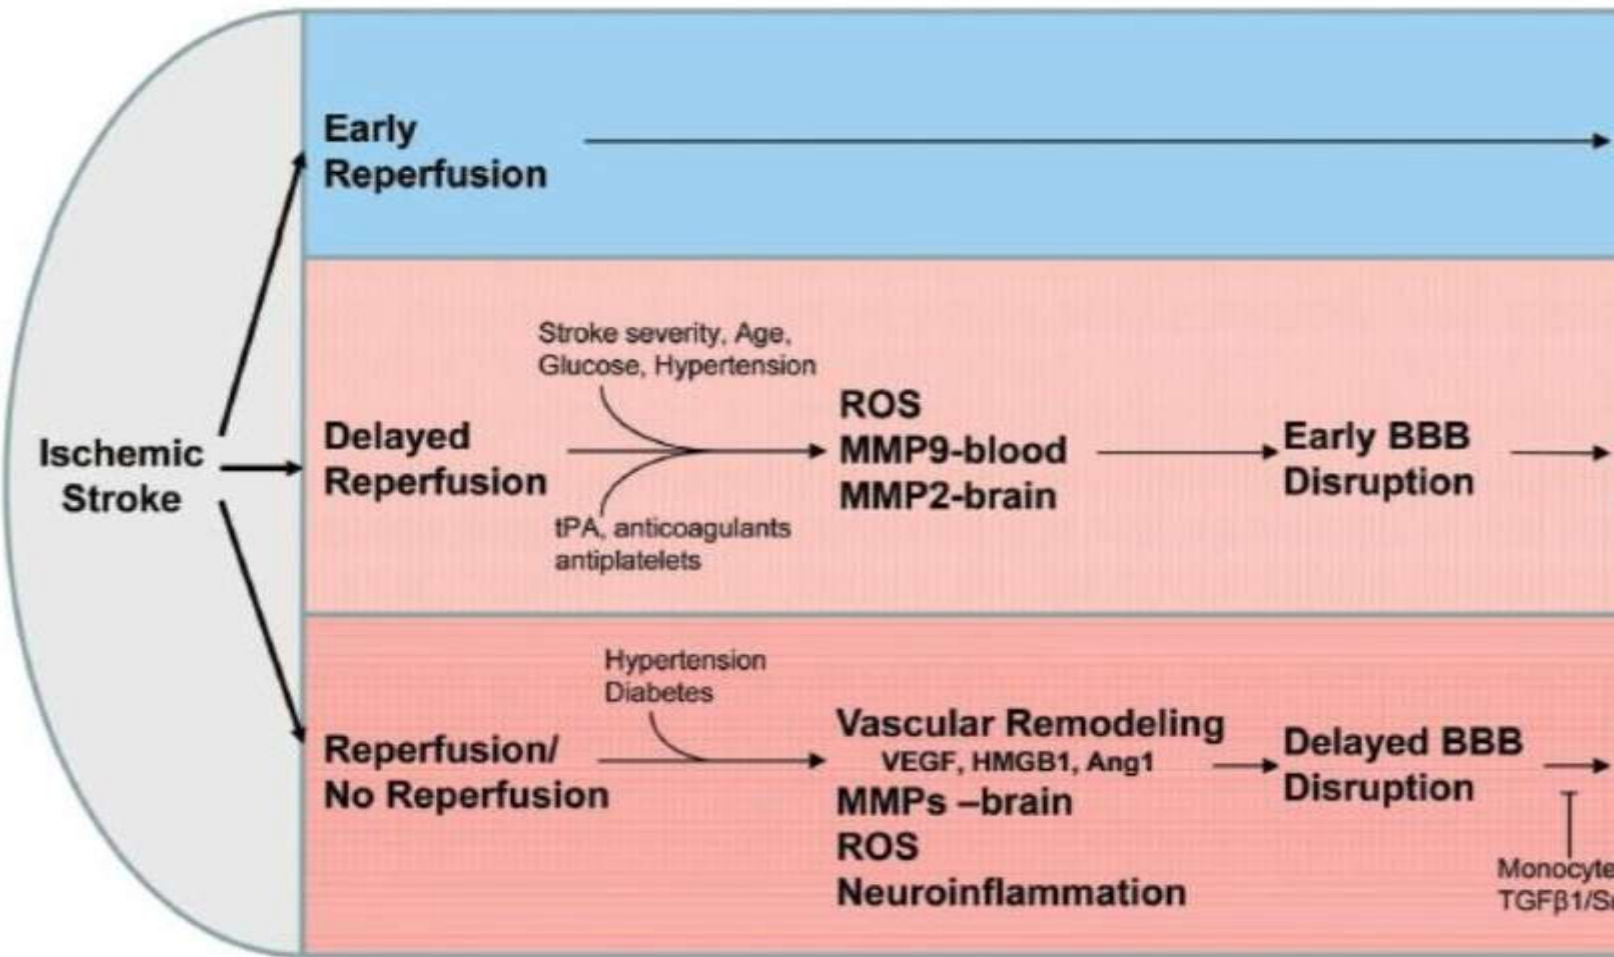 Early
Reperfusion
Stroke severity, Age,
Glucose, Hypertension
Ischemic
Stroke
Delayed
Reperfusion
ROS
MMP9-blood
MMP2-brain
Early BBB
Disruption
tPA, anticoagulants
antiplatelets
Hypertension
Diabetes
Reperfusion/
No Reperfusion
Vascular Remodeling
VEGF, HMGB1, Ang1
MMPs –brain
ROS
Neuroinflammation
Delayed BBB
Disruption
Monocyte
TGFβ1/